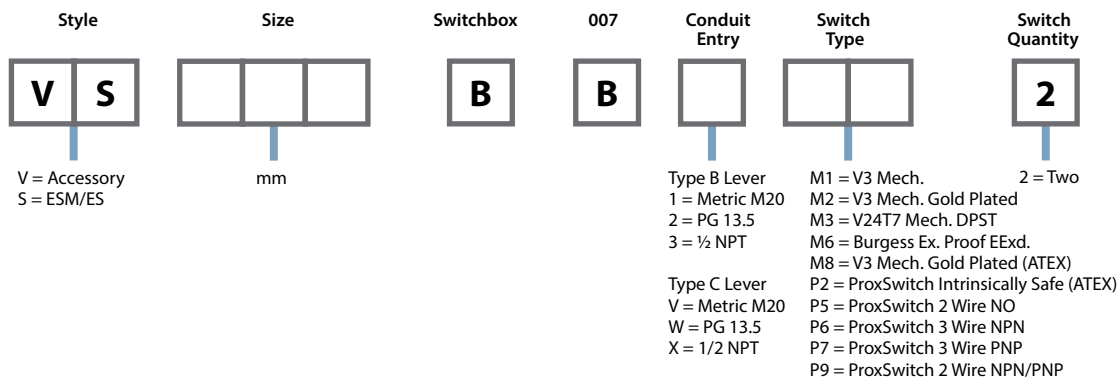 Style
Size
Switchbox
007
Conduit
Entry
Switch
Type
Switch
Quantity
V S
B
B
2
V = Accessory
S = ESM/ES
mm
Type B Lever
1 = Metric M20
2 = PG 13.5
3 = ½ NPT
Type C Lever
V = Metric M20
W = PG 13.5
X = 1/2 NPT
M1 = V3 Mech.
M2 = V3 Mech. Gold Plated
M3 = V24T7 Mech. DPST
M6 = Burgess Ex. Proof EExd.
M8 = V3 Mech. Gold Plated (ATEX)
P2 = ProxSwitch Intrinsically Safe (ATEX)
P5 = ProxSwitch 2 Wire NO
P6 = ProxSwitch 3 Wire NPN
P7 = ProxSwitch 3 Wire PNP
P9 = ProxSwitch 2 Wire NPN/PNP
2 = Two